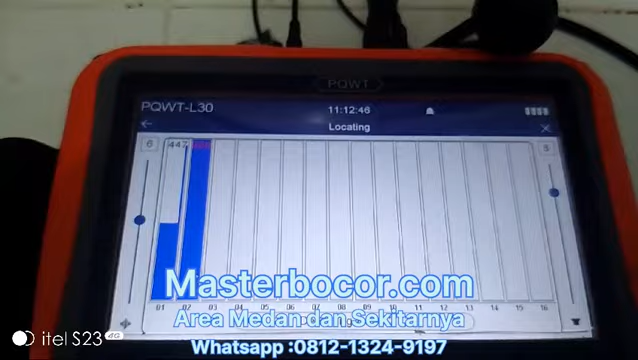 PQWT
PQWT-L30
11:12:46
Locating
6
447
01 02 03 04 05 06 07 08 09 10 11 12 13 14 15 16
Masterbocor.com
Area Medan dan Sekitarnya
itel S23 4G
Whatsapp :0812-1324-9197